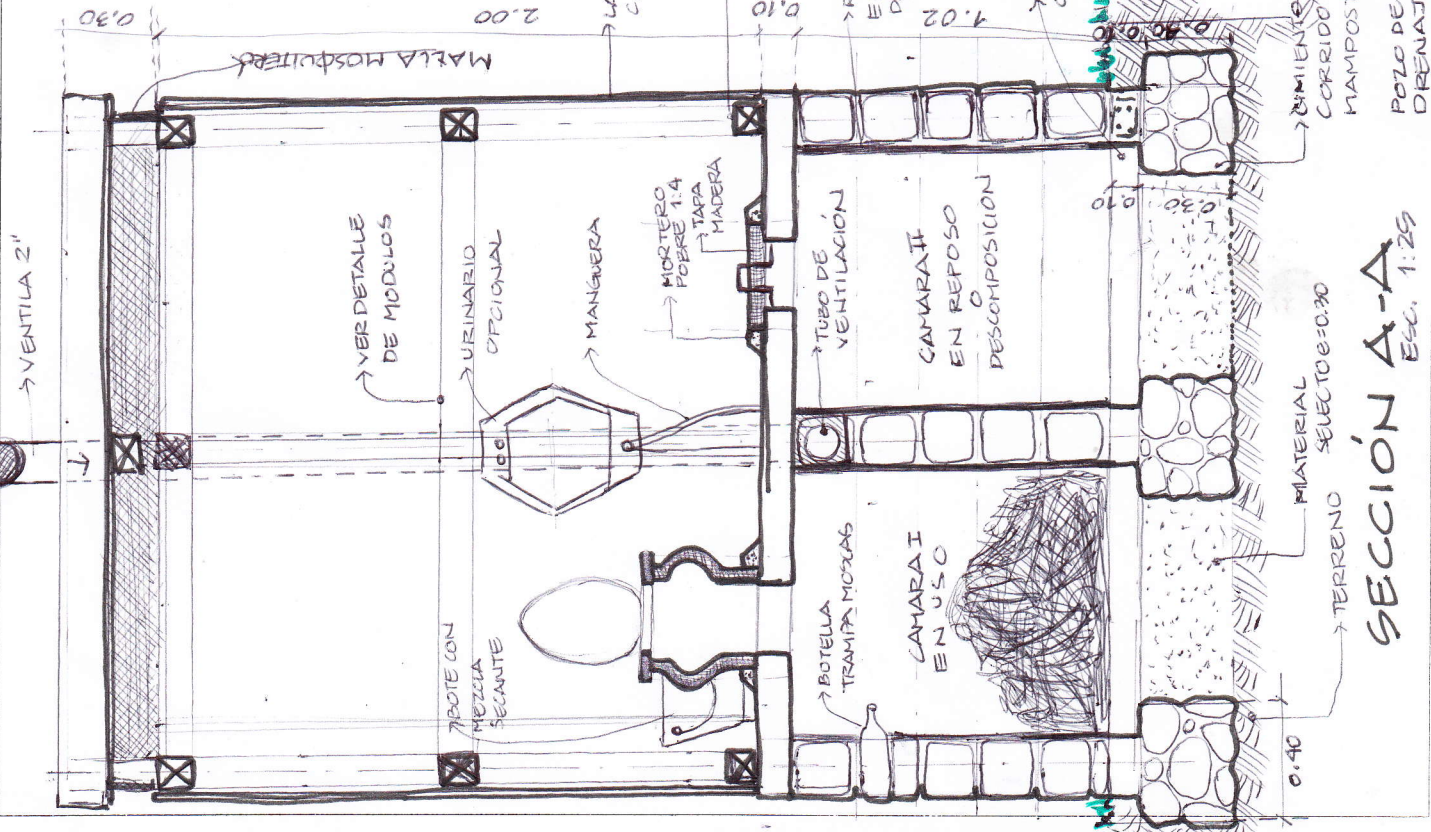 VENTILA 2"
0.30
MALLA MOSQUITERO
2.00
VER DETALLE
DE MODULOS
URINARIO
OPCIONAL
MANGUERA
MORTERO
POBRE 1:4
TAPA
MADERA
BOTE CON
MEZCLA
SECANTE
0.10
1.02
TUBO DE
VENTILACIÓN
CAMARA II
EN REPOSO
O
DESCOMPOSICION
BOTELLA
TRAMPA MOSCAS
CAMARA I
EN USO
0.10
0.30
0.10
0.40
MATERIAL
SELECTO e=0.30
TERRENO
0.40
CORRIDO
POZO DE
SECCIÓN A-A
ESC. 1:25